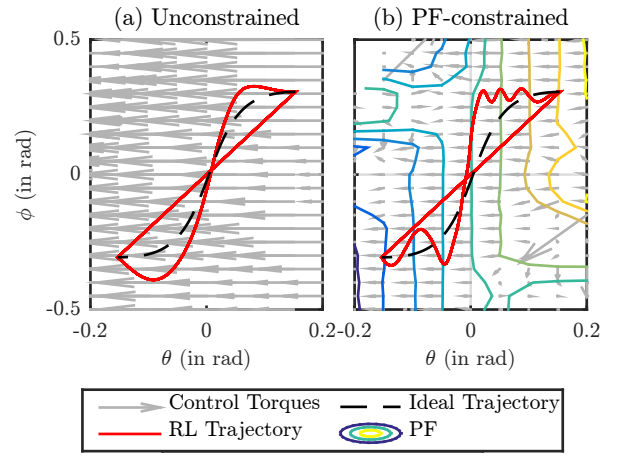 (a) Unconstrained
(b) PF-constrained
0.5
0
-0.5
ϕ (in rad)
-0.2
0
0.2
-0.2
0
0.2
θ (in rad)
θ (in rad)
Control Torques
Ideal Trajectory
RL Trajectory
PF